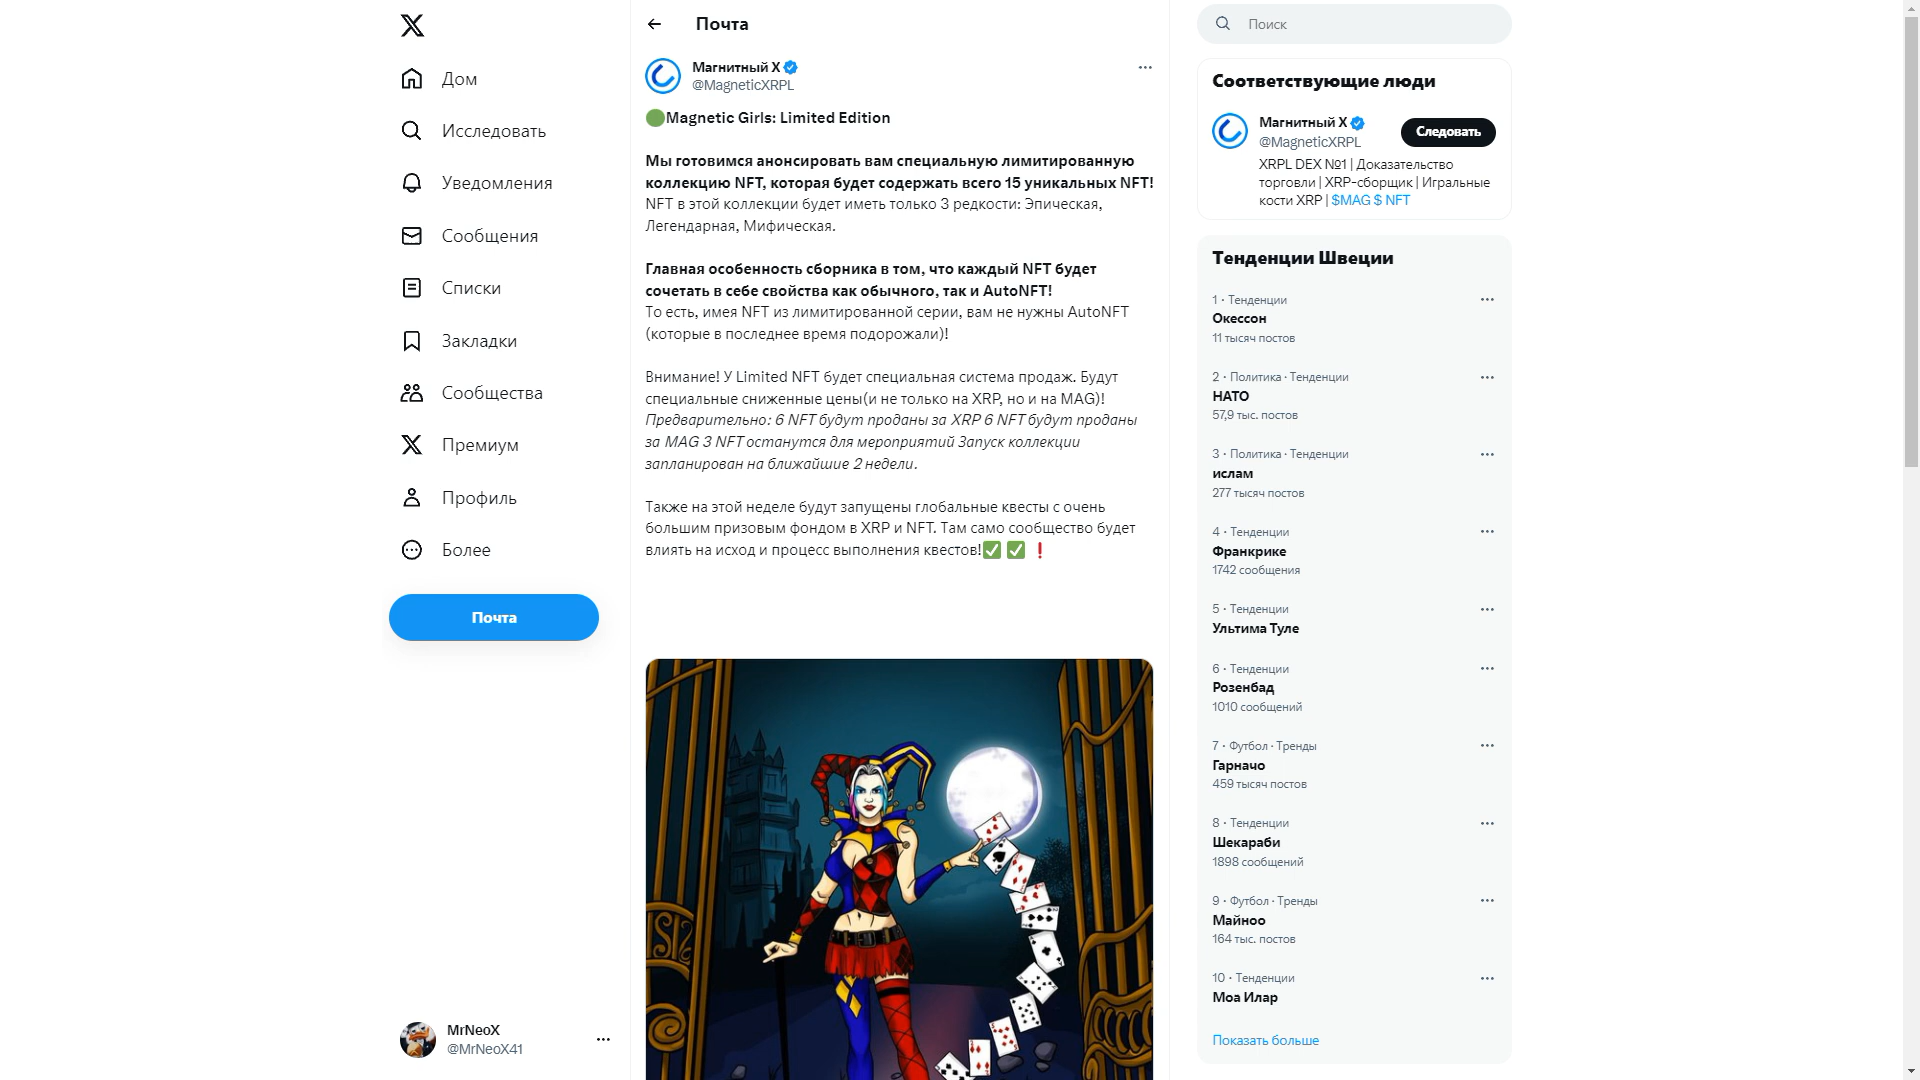 Дом
Исследовать
Уведомления
Сообщения
Списки
Закладки
Сообщества
Премиум
Профиль
Более
Почта
MrNeoX
@MrNeoX41
Почта
Магнитный X
@MagneticXRPL
Magnetic Girls: Limited Edition
Мы готовимся анонсировать вам специальную лимитированную
коллекцию NFT, которая будет содержать всего 15 уникальных NFT!
NFT в этой коллекции будет иметь только 3 редкости: Эпическая,
Легендарная, Мифическая.
Главная особенность сборника в том, что каждый NFT будет
сочетать в себе свойства как обычного, так и AutoNFT!
То есть, имея NFT из лимитированной серии, вам не нужны AutoNFT
(которые в последнее время подорожали)!
Внимание! У Limited NFT будет специальная система продаж. Будут
специальные сниженные цены(и не только на XRP, но и на MAG)!
Предварительно: 6 NFT будут проданы за XRP 6 NFT будут проданы
за MAG 3 NFT останутся для мероприятий Запуск коллекции
запланирован на ближайшие 2 недели.
Также на этой неделе будут запущены глобальные квесты с очень
большим призовым фондом в XRP и NFT. Там само сообщество будет
влиять на исход и процесс выполнения квестов!✅ ✅ ❗
Поиск
Соответствующие люди
Магнитный X
@MagneticXRPL
Следовать
XRPL DEX №1 | Доказательство
торговли | XRP-сборщик | Игральные
кости XRP | $MAG $ NFT
Тенденции Швеции
1 · Тенденции
Окессон
11 тысяч постов
2 · Политика · Тенденции
НАТО
57,9 тыс. постов
3 · Политика · Тенденции
ислам
277 тысяч постов
4 · Тенденции
Франкрике
1742 сообщения
5 · Тенденции
Ультима Туле
6 · Тенденции
Розенбад
1010 сообщений
7 · Футбол · Тренды
Гарначо
459 тысяч постов
8 · Тенденции
Шекараби
1898 сообщений
9 · Футбол · Тренды
Майноо
164 тыс. постов
10 · Тенденции
Моа Илар
Показать больше